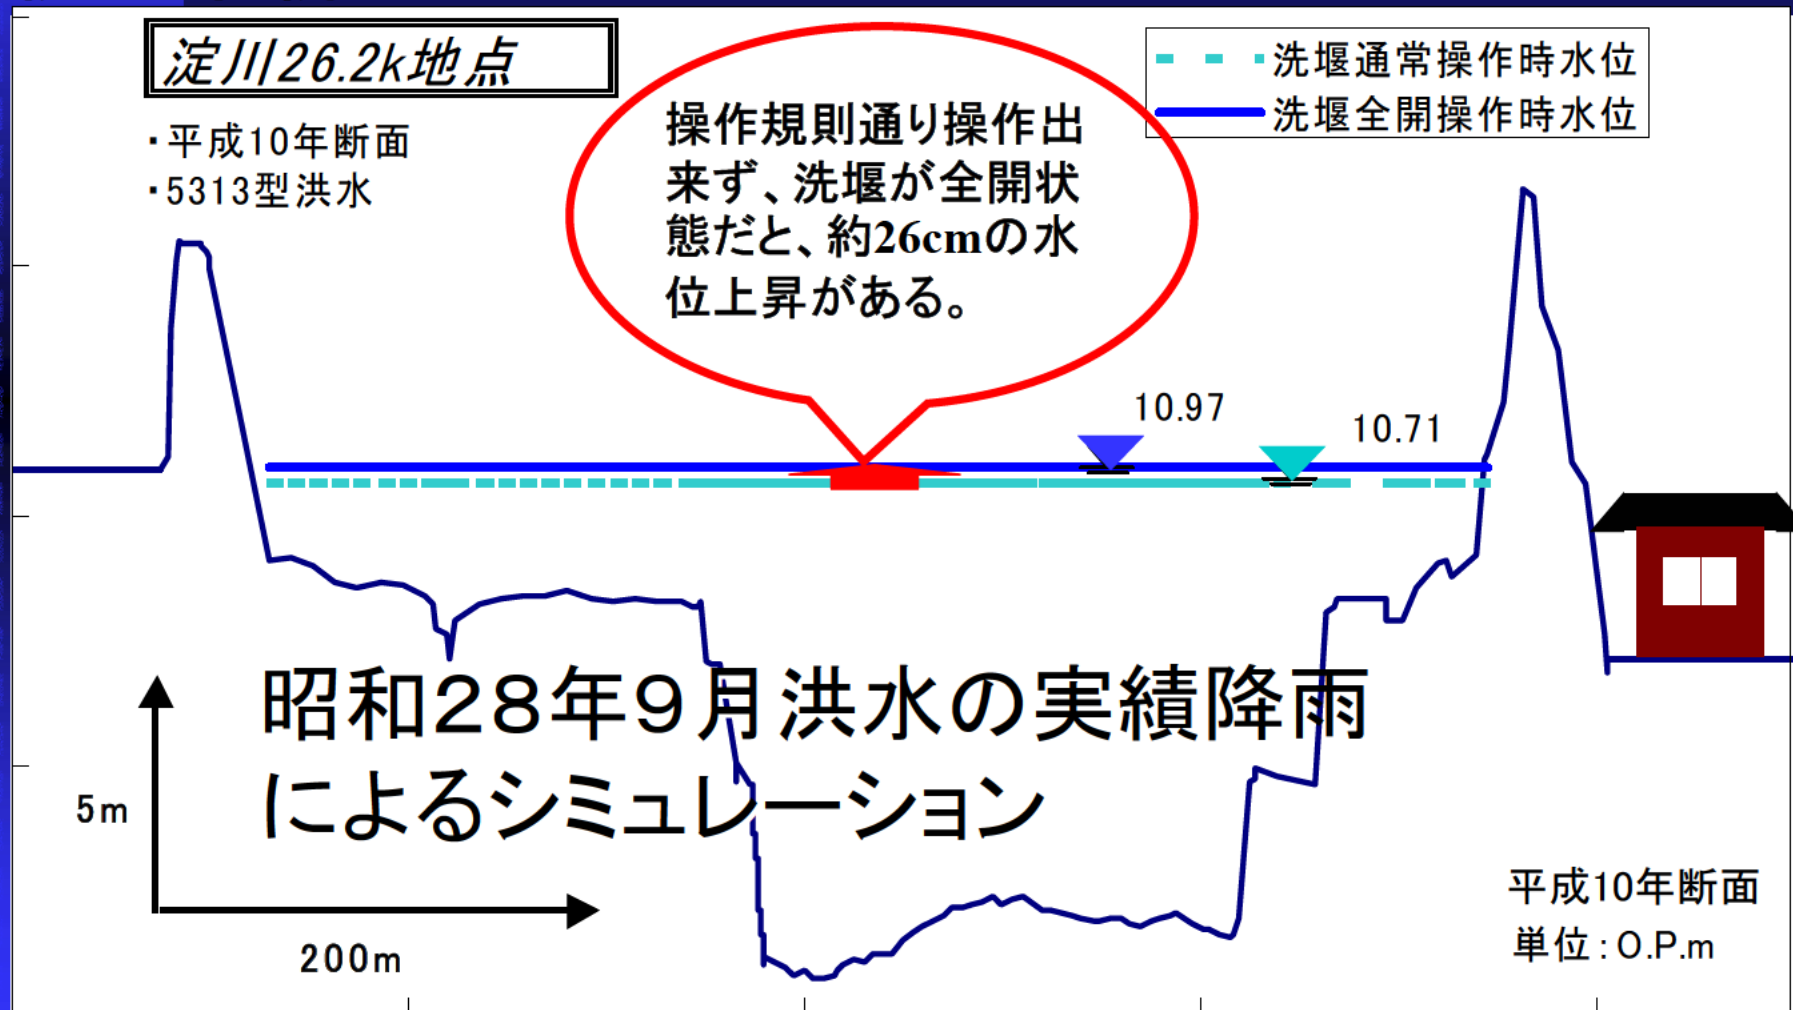 淀川26.2k地点
・平成10年断面
・5313型洪水
操作規則通り操作出
来ず、洗堰が全開状
態だと、約26cmの水
位上昇がある。
洗堰通常操作時水位
洗堰全開操作時水位
10.97
10.71
昭和28年9月洪水の実績降雨
によるシミュレーション
5m
200m
平成10年断面
単位:O.P.m